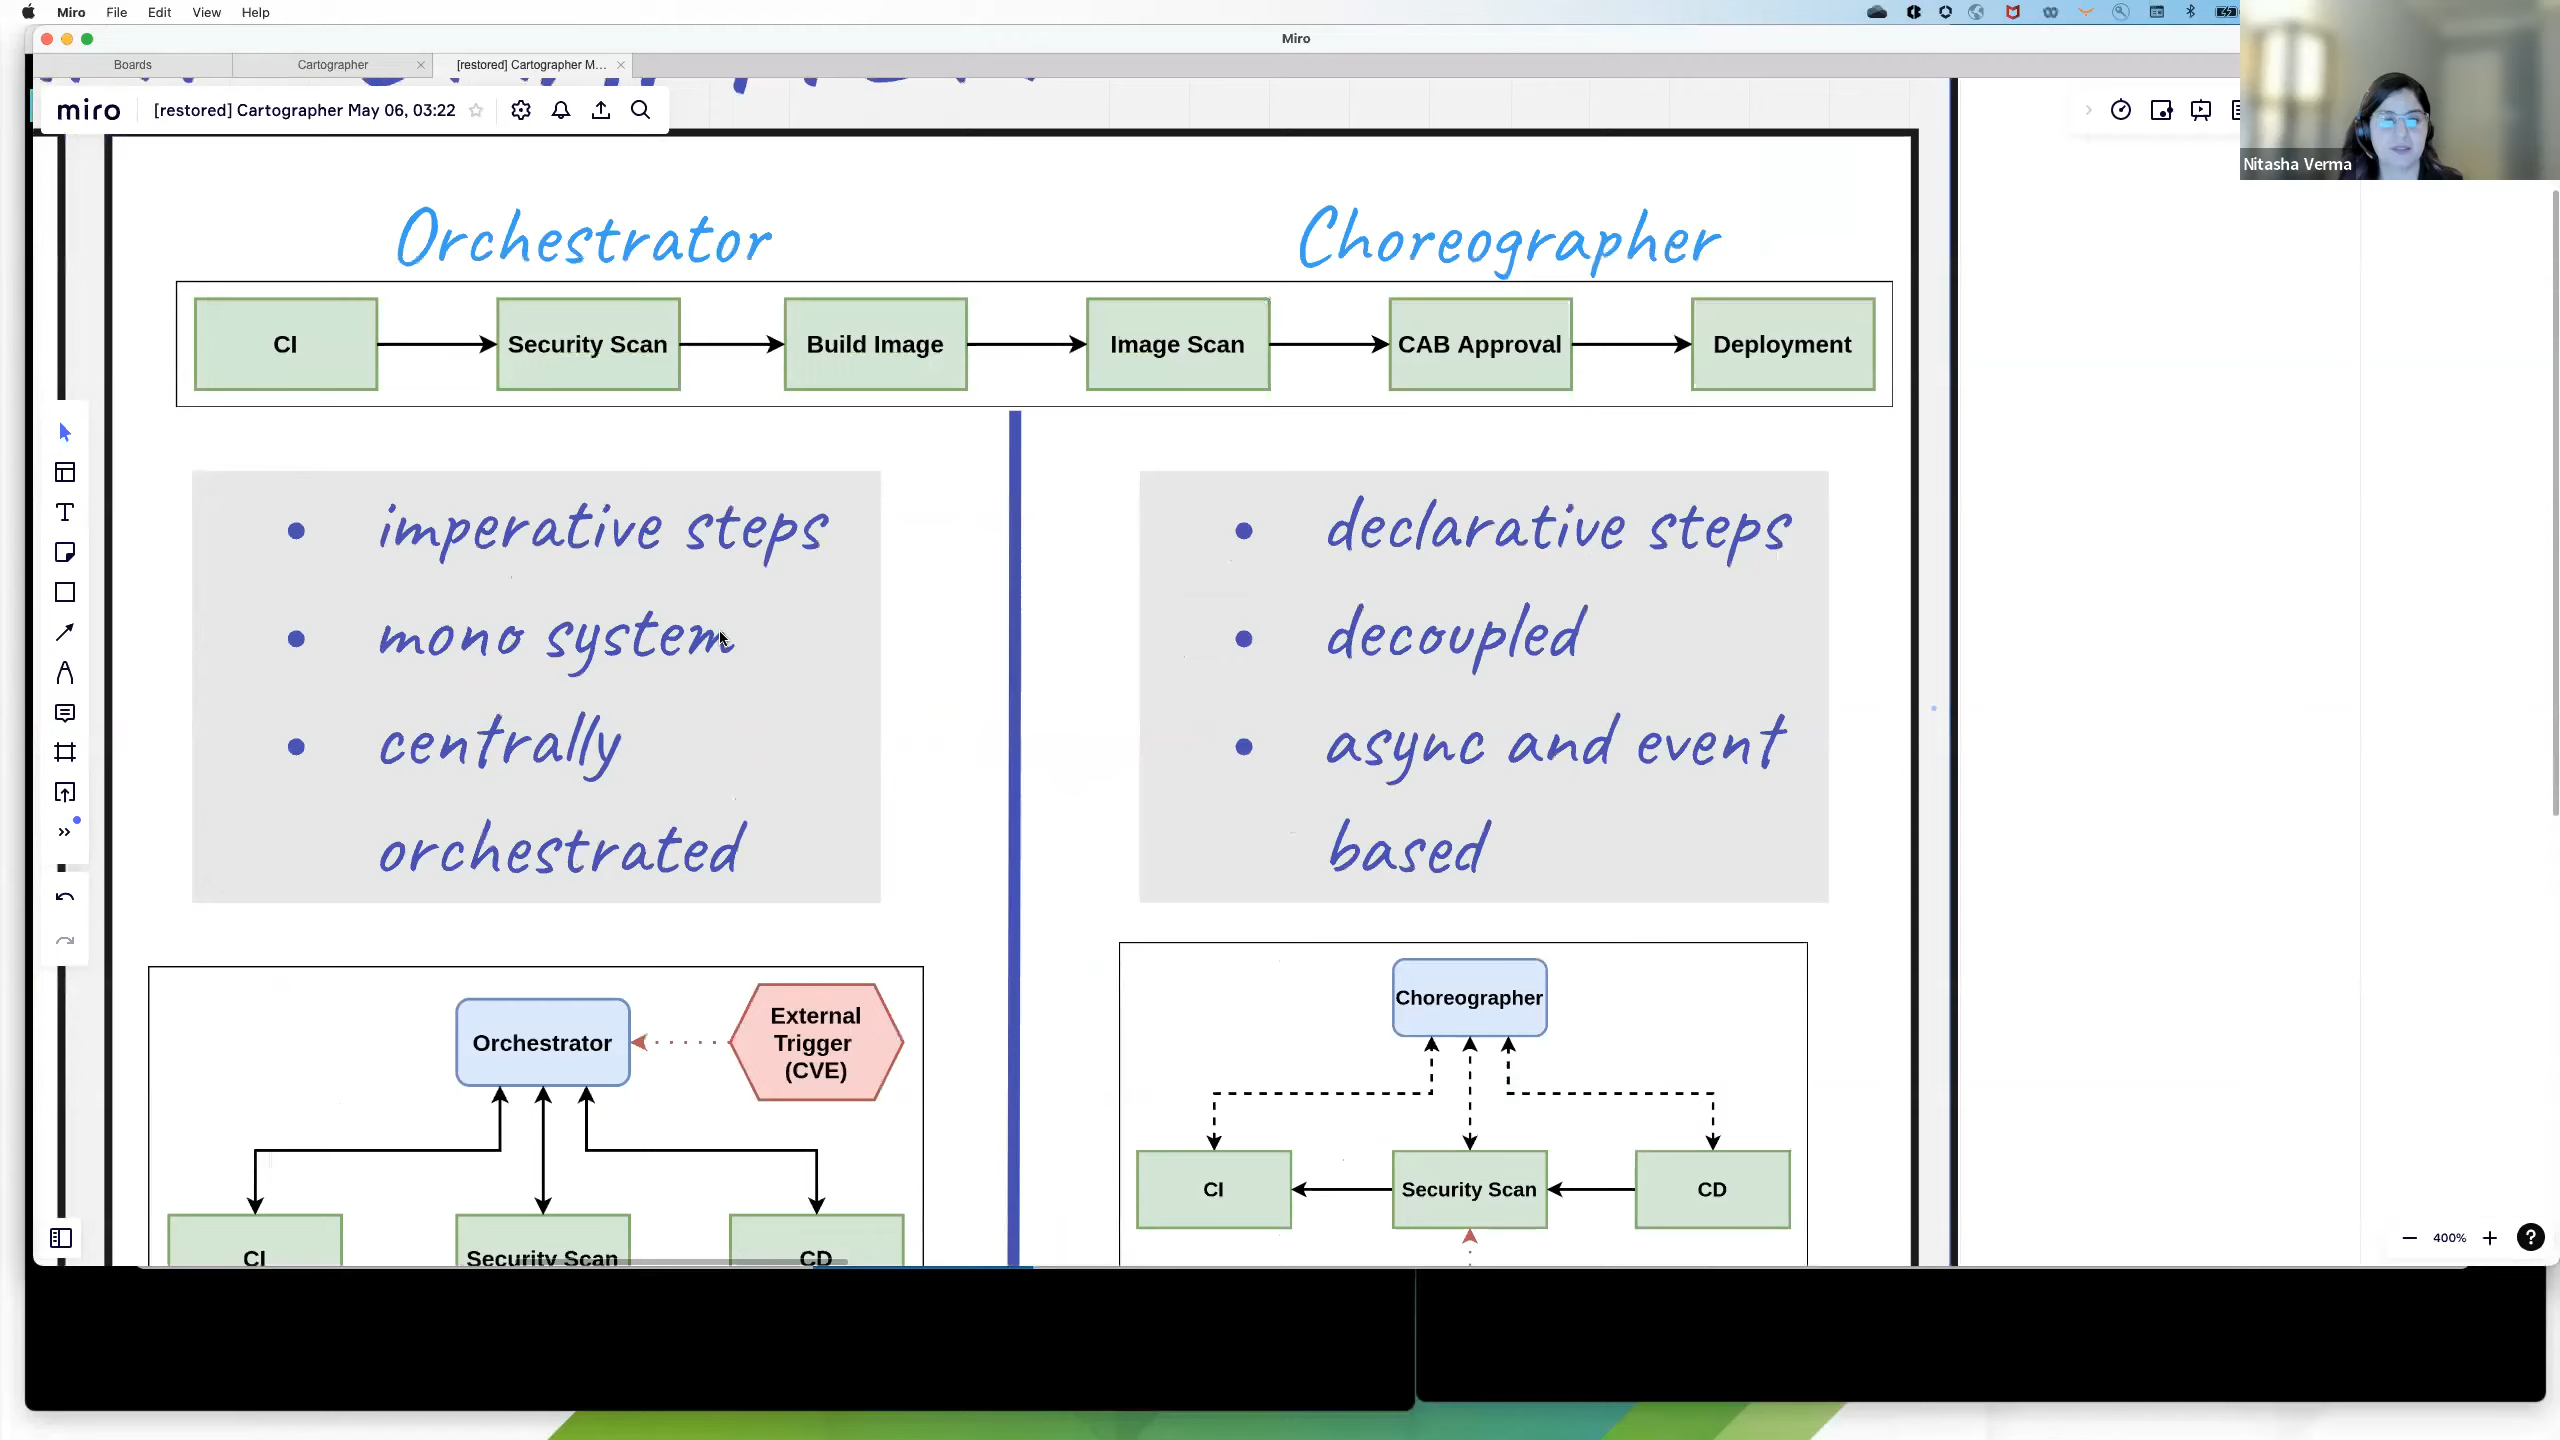 Miro File Edit View Help
Miro
Boards Cartographer [restored] Cartographer M...
miro [restored] Cartographer May 06, 03:22
Nitasha Verma
Orchestrator Choreographer
CI Security Scan Build Image Image Scan CAB Approval Deployment
• imperative steps
• mono system
• centrally
orchestrated
• declarative steps
• decoupled
• async and event
based
Orchestrator
External
Trigger
(CVE)
CI Security Scan CD
Choreographer
CI Security Scan CD
400%